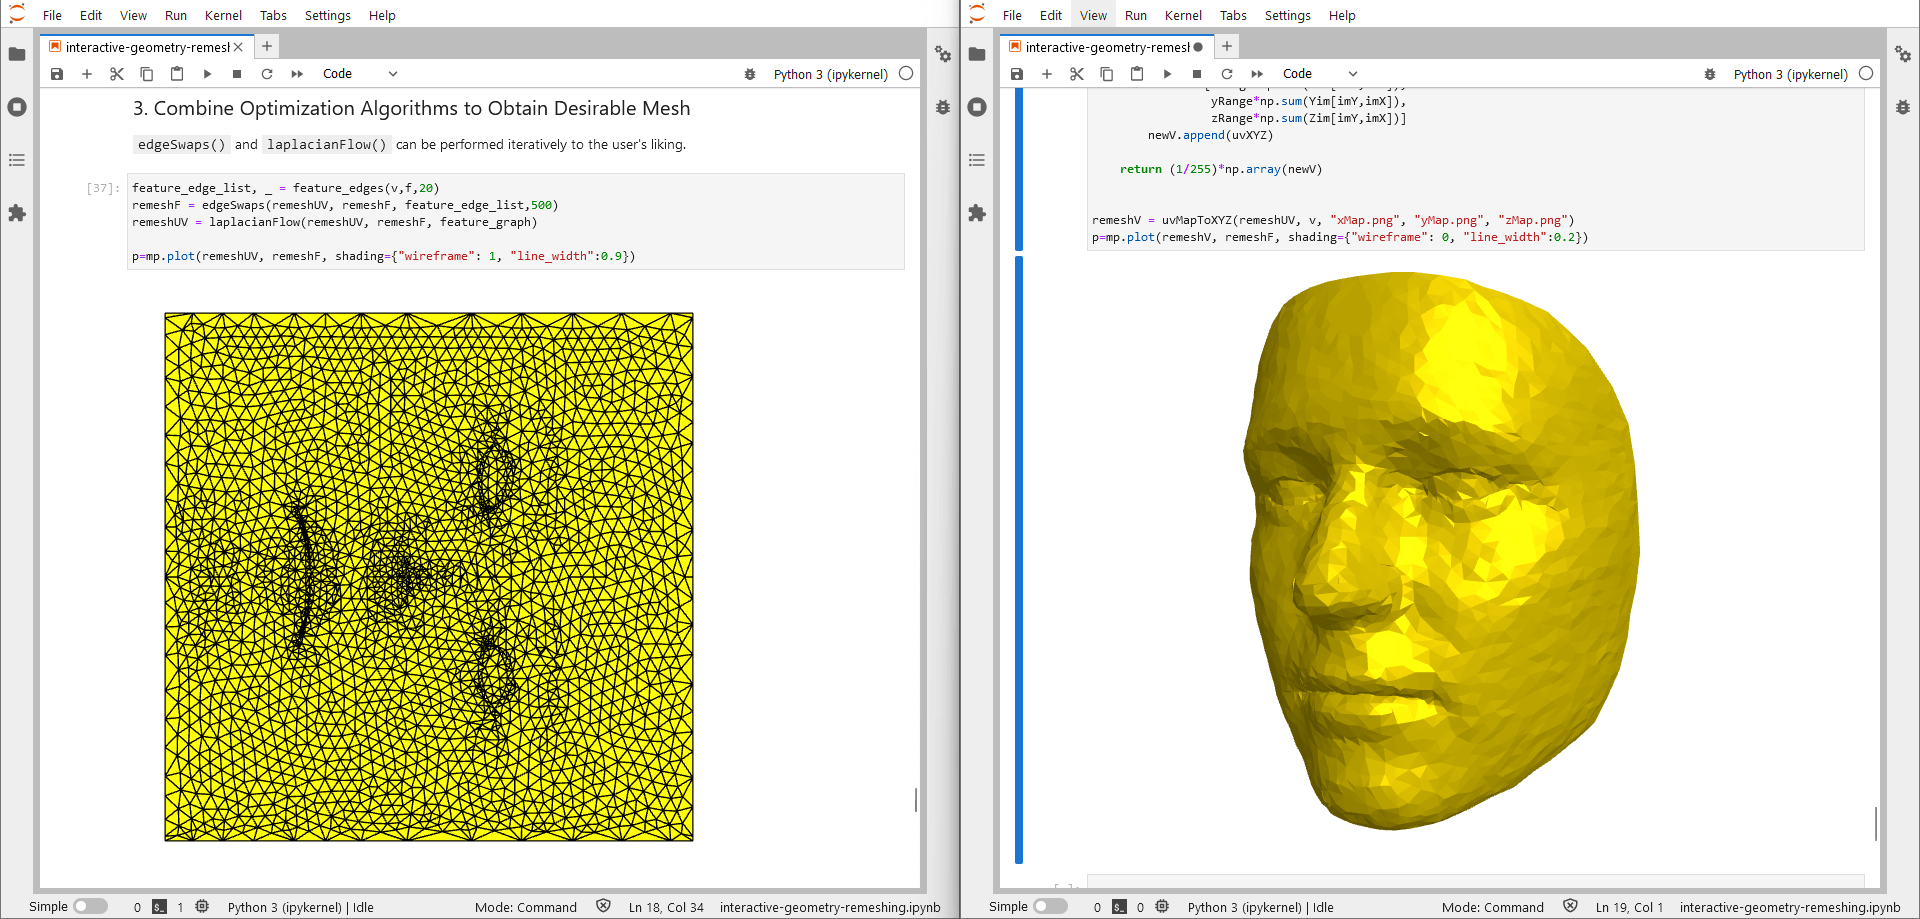 File Edit View Run Kernel Tabs Settings Help
interactive-geometry-remesl
Code
Python 3 (ipykernel)
3. Combine Optimization Algorithms to Obtain Desirable Mesh
edgeSwaps() and laplacianFlow() can be performed iteratively to the user's liking.
[37]:
feature_edge_list, _ = feature_edges(v,f,20)
remeshF = edgeSwaps(remeshUV, remeshF, feature_edge_list,500)
remeshUV = laplacianFlow(remeshUV, remeshF, feature_graph)
p=mp.plot(remeshUV, remeshF, shading={"wireframe": 1, "line_width":0.9})
Simple 0 1 Python 3 (ipykernel) | Idle Mode: Command Ln 18, Col 34 interactive-geometry-remeshing.ipynb
File Edit View Run Kernel Tabs Settings Help
interactive-geometry-remesl
Code
Python 3 (ipykernel)
yRange*np.sum(Yim[imY,imX]),
zRange*np.sum(Zim[imY,imX])]
newV.append(uvXYZ)
return (1/255)*np.array(newV)
remeshV = uvMapToXYZ(remeshUV, v, "xMap.png", "yMap.png", "zMap.png")
p=mp.plot(remeshV, remeshF, shading={"wireframe": 0, "line_width":0.2})
Simple 0 0 Python 3 (ipykernel) | Idle Mode: Command Ln 19, Col 1 interactive-geometry-remeshing.ipynb